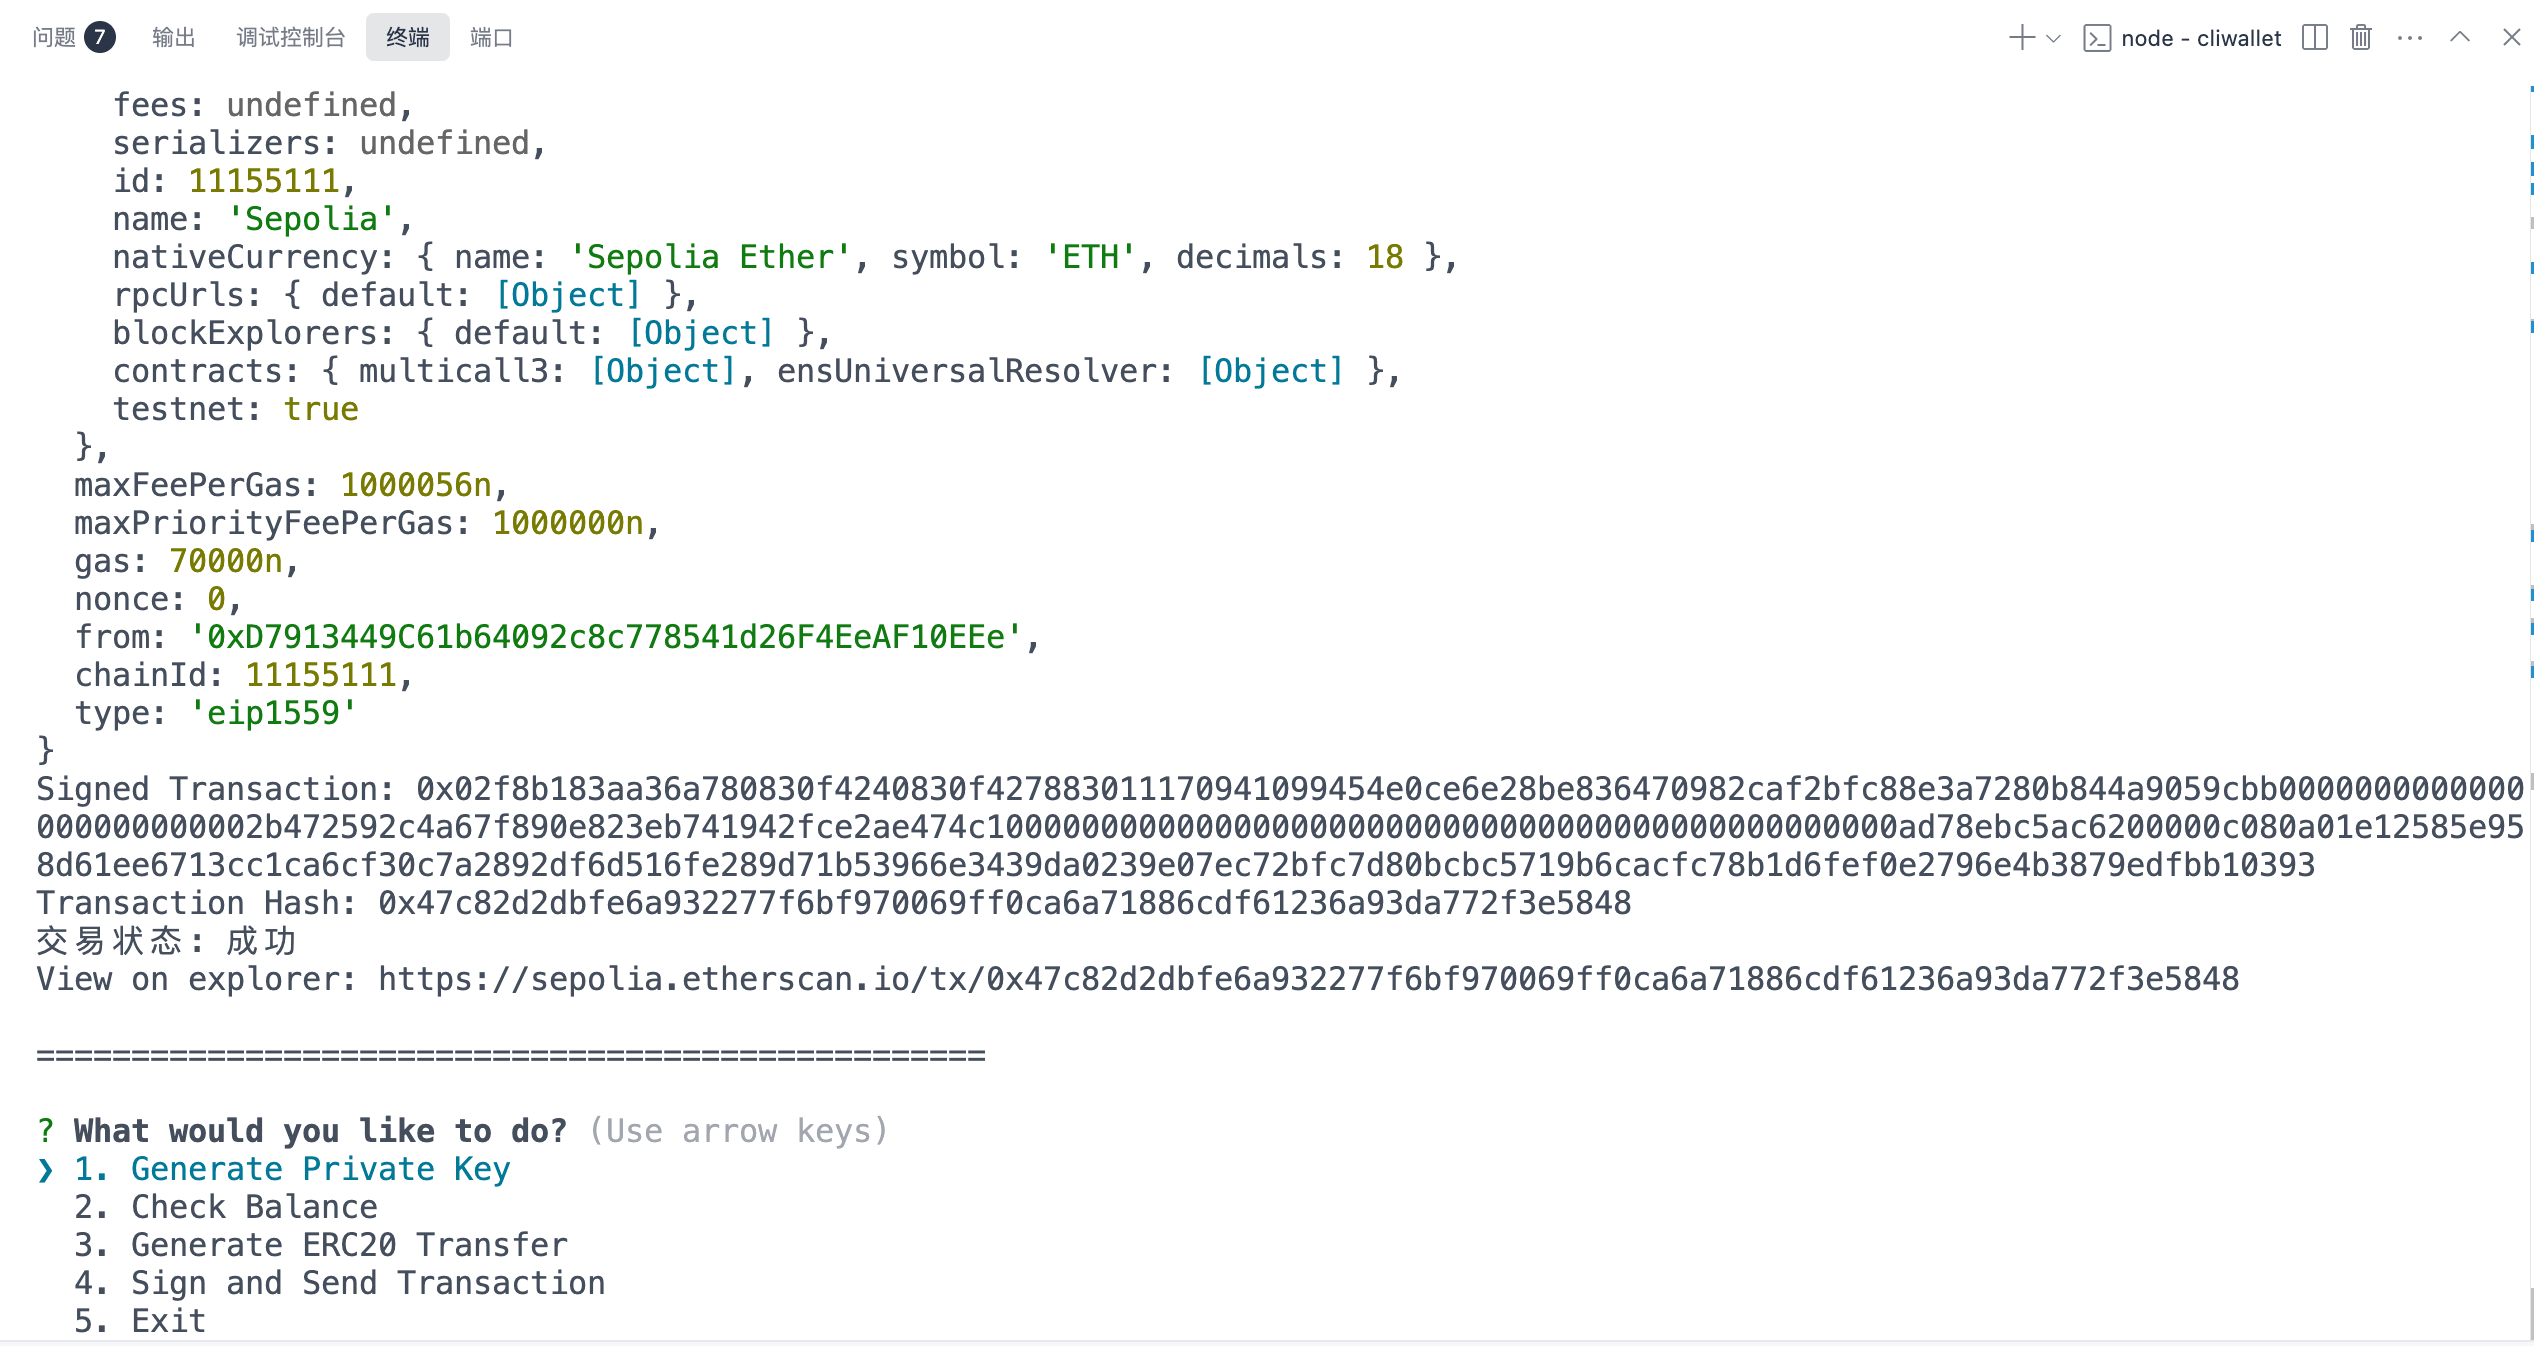 问题 7 输出 调试控制台 终端 端口 node - cliwallet
fees: undefined,
serializers: undefined,
id: 11155111,
name: 'Sepolia',
nativeCurrency: { name: 'Sepolia Ether', symbol: 'ETH', decimals: 18 },
rpcUrls: { default: [Object] },
blockExplorers: { default: [Object] },
contracts: { multicall3: [Object], ensUniversalResolver: [Object] },
testnet: true
},
maxFeePerGas: 1000056n,
maxPriorityFeePerGas: 1000000n,
gas: 70000n,
nonce: 0,
from: '0xD7913449C61b64092c8c778541d26F4EeAF10EEe',
chainId: 11155111,
type: 'eip1559'
}
Signed Transaction: 0x02f8b183aa36a780830f4240830f4278830111170941099454e0ce6e28be836470982caf2bfc88e3a7280b844a9059cbb0000000000000
000000000002b472592c4a67f890e823eb741942fce2ae474c1000000000000000000000000000000000000000000000000ad78ebc5ac6200000c080a01e12585e95
8d61ee6713cc1ca6cf30c7a2892df6d516fe289d71b53966e3439da0239e07ec72bfc7d80bcbc5719b6cacfc78b1d6fef0e2796e4b3879edfbb10393
Transaction Hash: 0x47c82d2dbfe6a932277f6bf970069ff0ca6a71886cdf61236a93da772f3e5848
交易状态: 成功
View on explorer: https://sepolia.etherscan.io/tx/0x47c82d2dbfe6a932277f6bf970069ff0ca6a71886cdf61236a93da772f3e5848
==================================================
? What would you like to do? (Use arrow keys)
❯ 1. Generate Private Key
2. Check Balance
3. Generate ERC20 Transfer
4. Sign and Send Transaction
5. Exit